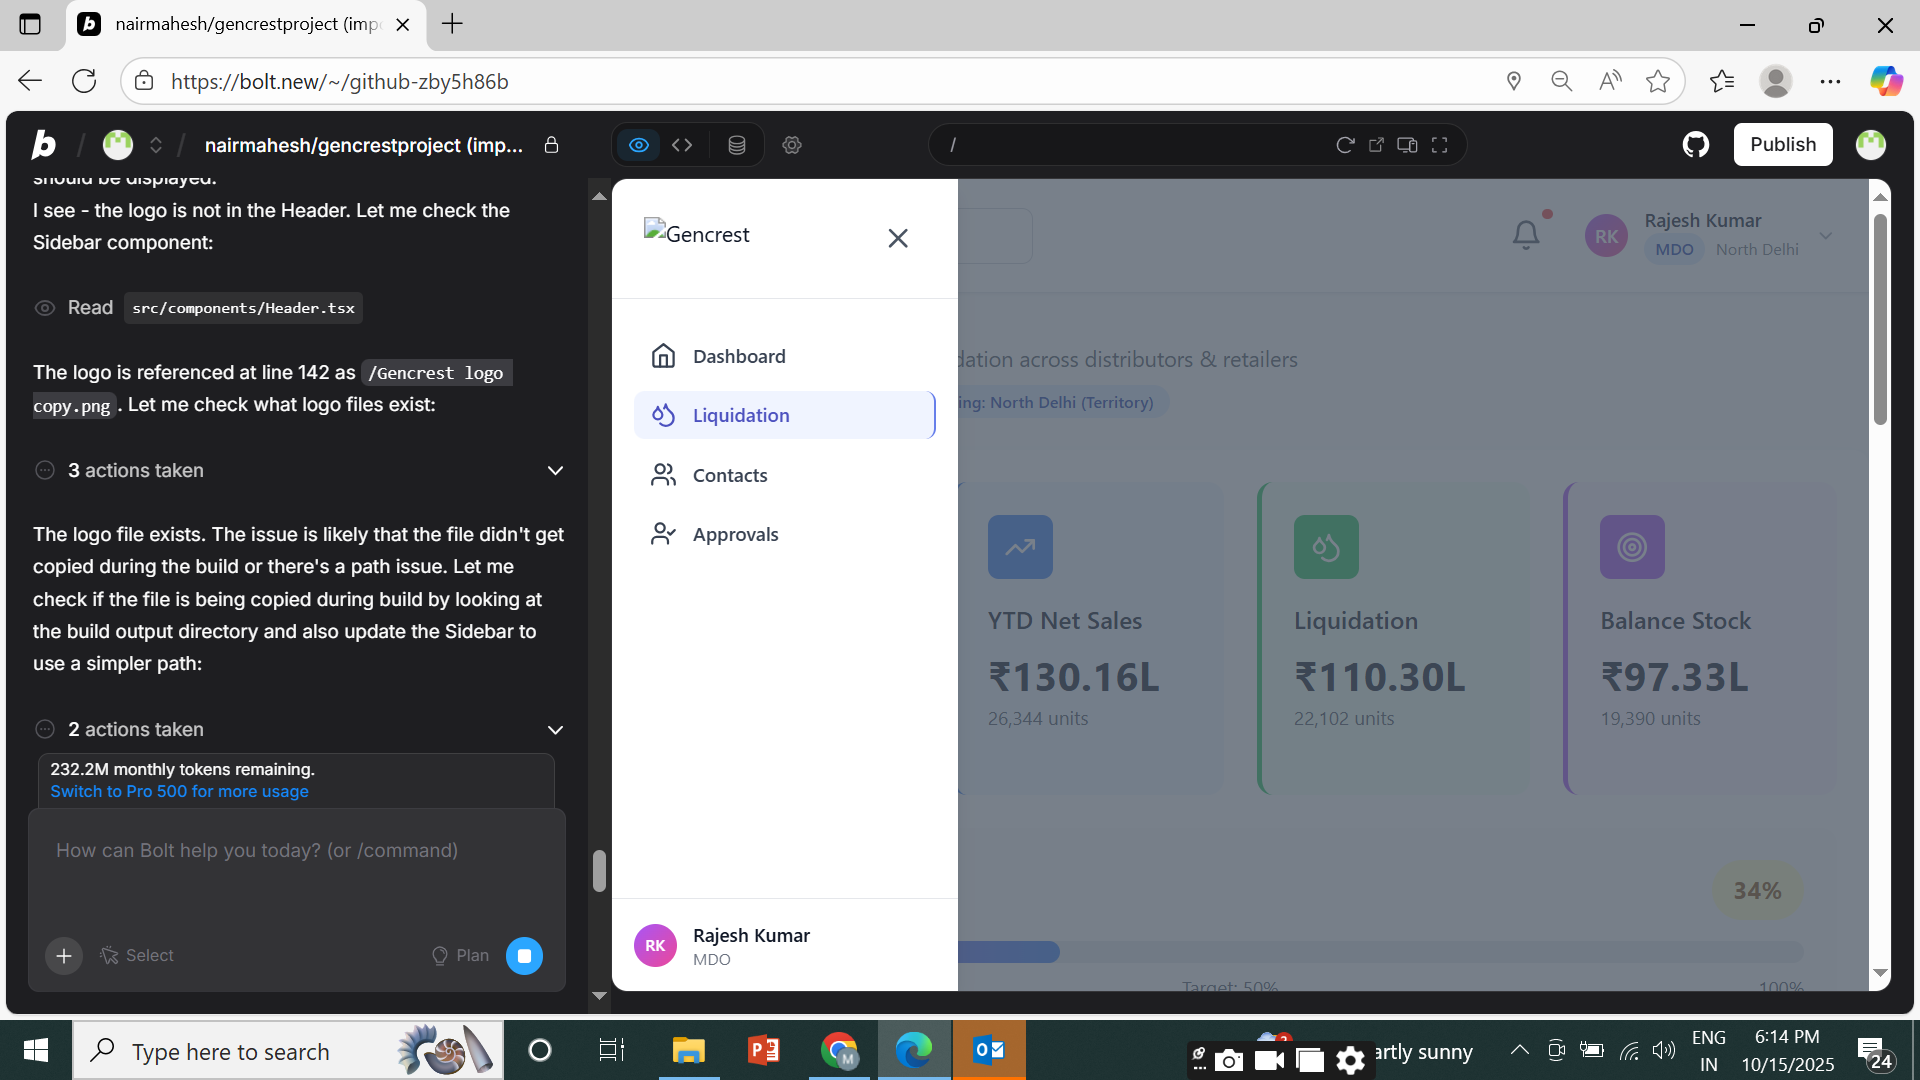 nairmahesh/gencrestproject (imp
https://bolt.new/~/github-zby5h86b
b
nairmahesh/gencrestproject (imp...
/
Publish
should be displayed.
I see - the logo is not in the Header. Let me check the
Sidebar component:
Read src/components/Header.tsx
The logo is referenced at line 142 as /Gencrest logo
copy.png . Let me check what logo files exist:
3 actions taken
The logo file exists. The issue is likely that the file didn't get
copied during the build or there's a path issue. Let me
check if the file is being copied during build by looking at
the build output directory and also update the Sidebar to
use a simpler path:
2 actions taken
232.2M monthly tokens remaining.
Switch to Pro 500 for more usage
How can Bolt help you today? (or /command)
Select
Plan
Gencrest
Dashboard
Liquidation
Contacts
Approvals
RK
Rajesh Kumar
MDO
RK
Rajesh Kumar
MDO North Delhi
dation across distributors & retailers
ing: North Delhi (Territory)
YTD Net Sales
₹130.16L
26,344 units
Liquidation
₹110.30L
22,102 units
Balance Stock
₹97.33L
19,390 units
34%
Target: 50%
100%
Type here to search
M
2
artly sunny
ENG
IN
6:14 PM
10/15/2025
24